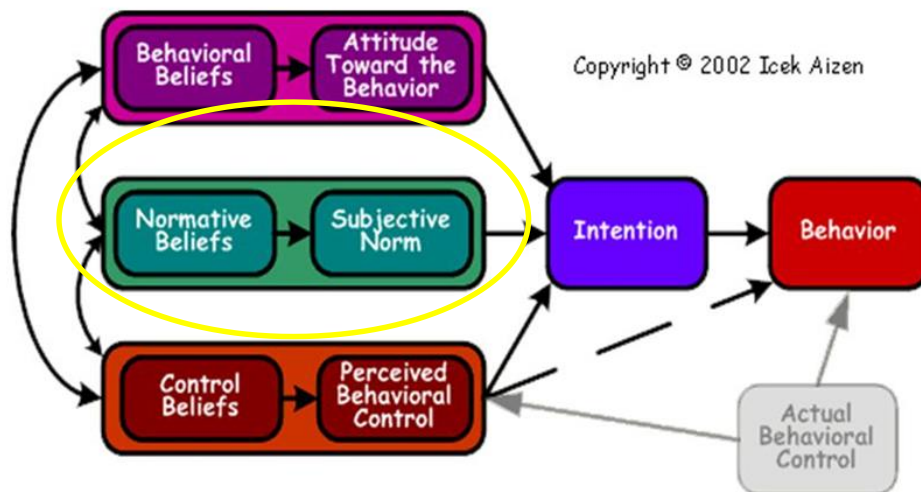 Behavioral
Beliefs
Attitude
Toward the
Behavior
Copyright © 2002 Icek Aizen
Normative
Beliefs
Subjective
Norm
Intention
Behavior
Control
Beliefs
Perceived
Behavioral
Control
Actual
Behavioral
Control